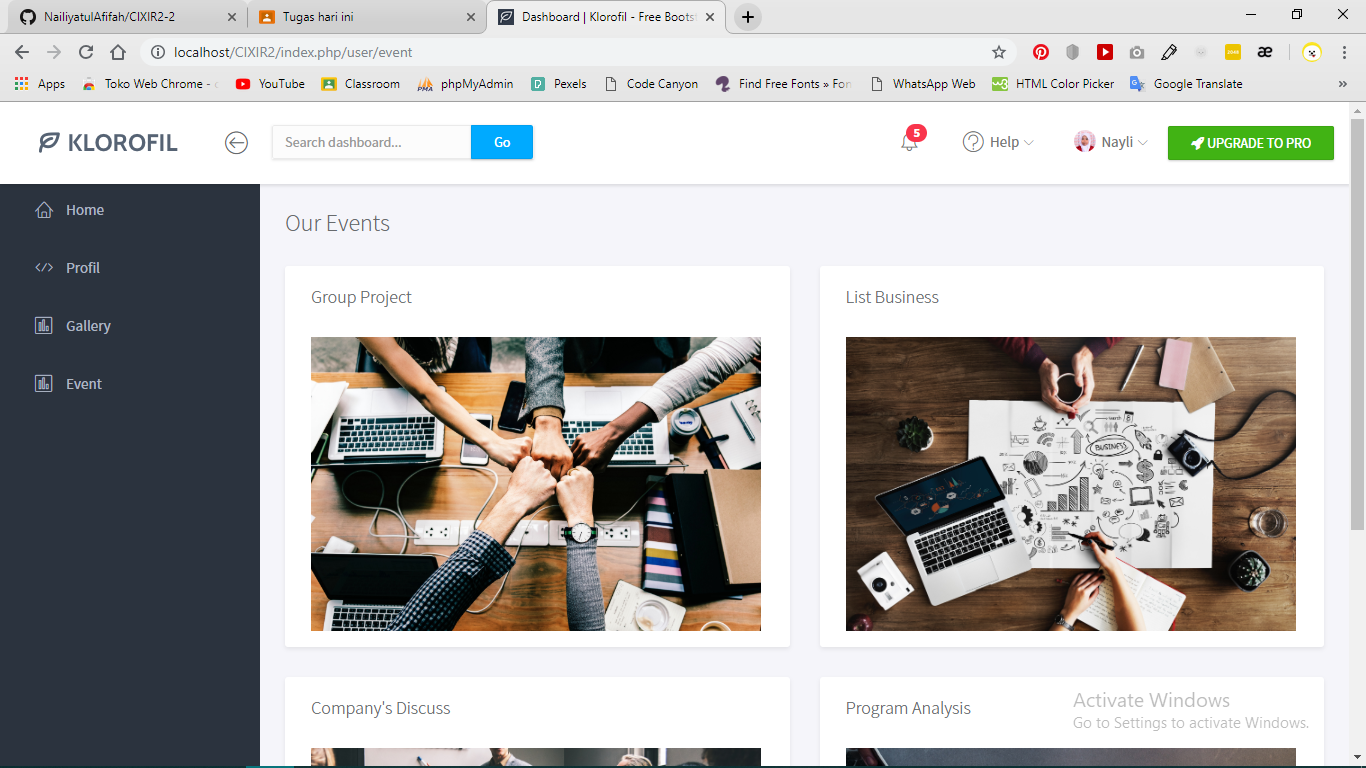 NailiyatulAfifah/CIXIR2-2
Tugas hari ini
Dashboard | Klorofil - Free Bootst
localhost/CIXIR2/index.php/user/event
Apps
Toko Web Chrome - c
YouTube
Classroom
phpMyAdmin
Pexels
Code Canyon
Find Free Fonts » Fon
WhatsApp Web
HTML Color Picker
Google Translate
KLOROFIL
Search dashboard...
Go
5
Help
Nayli
UPGRADE TO PRO
Home
Profil
Gallery
Event
Our Events
Group Project
List Business
BUSINESS
Company's Discuss
Program Analysis
Activate Windows
Go to Settings to activate Windows.